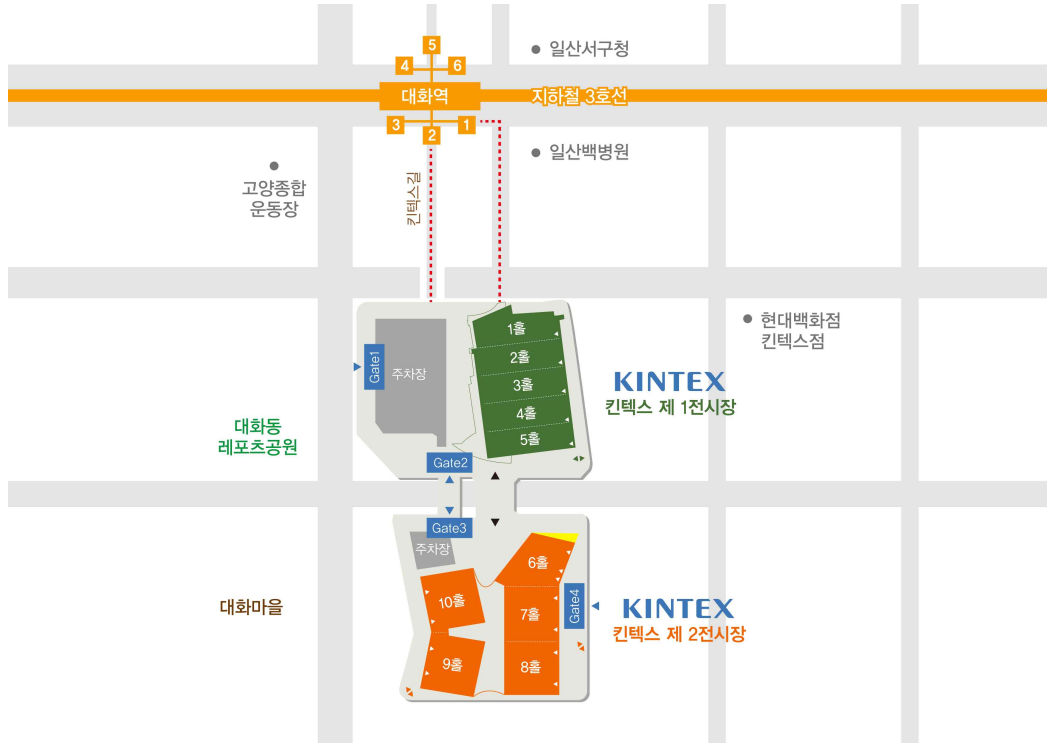 5
4
6
일산서구청
대화역
지하철 3호선
3
2
1
일산백병원
고양종합
운동장
킨텍스길
현대백화점
킨텍스점
1홀
2홀
3홀
4홀
5홀
Gate1
주차장
KINTEX
킨텍스 제 1전시장
대화동
레포츠공원
Gate2
Gate3
주차장
6홀
7홀
8홀
10홀
9홀
Gate4
대화마을
KINTEX
킨텍스 제 2전시장